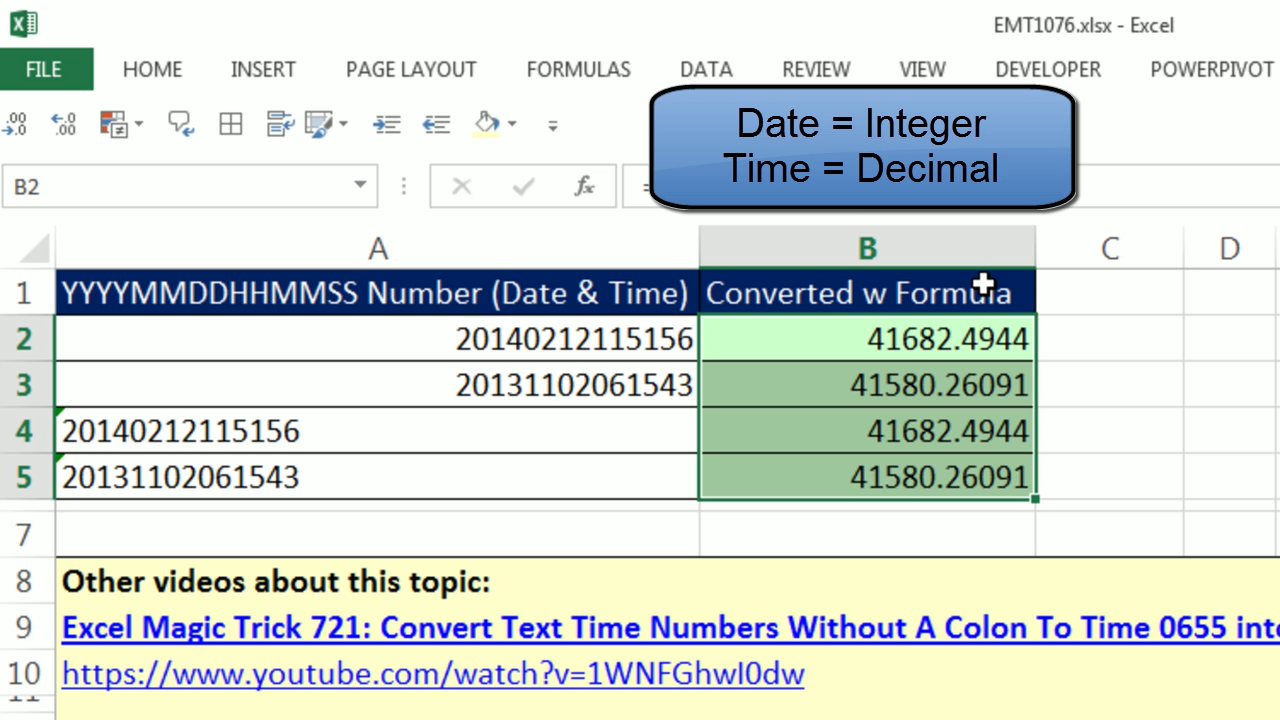 EMT1076.xlsx - Excel
FILE HOME INSERT PAGE LAYOUT FORMULAS DATA REVIEW VIEW DEVELOPER POWERPIVOT
Date = Integer
Time = Decimal
B2 fx =
A B C D
1 YYYYMMDDHHMMSS Number (Date & Time) Converted w Formula
2 20140212115156 41682.4944
3 20131102061543 41580.26091
4 20140212115156 41682.4944
5 20131102061543 41580.26091
7
8 Other videos about this topic:
9 Excel Magic Trick 721: Convert Text Time Numbers Without A Colon To Time 0655 into
10 https://www.youtube.com/watch?v=1WNFGhwI0dw
11